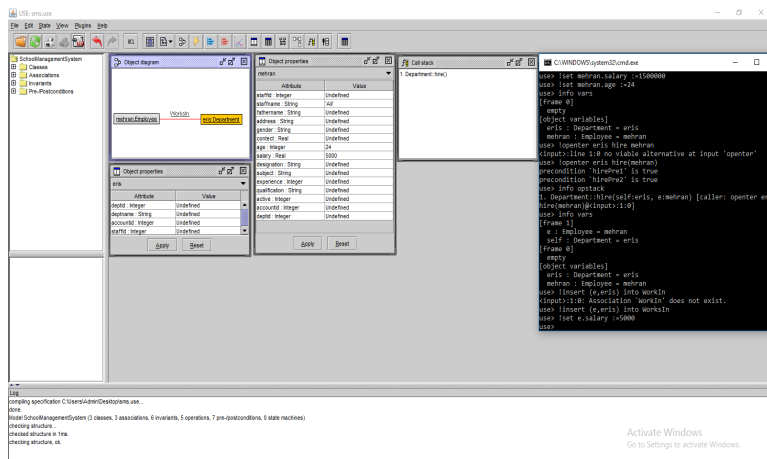 USE: sms.use
File Edit State View Plugins Help
OCL
SchoolManagementSystem
Classes
Associations
Invariants
Pre-/Postconditions
Object diagram
WorksIn
mehran:Employee
eris:Department
Object properties
eris
Attribute Value
deptid : Integer Undefined
deptname : String Undefined
accountid : Integer Undefined
staffid : Integer Undefined
Apply Reset
Object properties
mehran
Attribute Value
staffid : Integer Undefined
staffname : String 'Ali'
fathername : String Undefined
address : String Undefined
gender : String Undefined
contect : Real Undefined
age : Integer 24
salary : Real 5000
designation : String Undefined
subject : String Undefined
experience : Integer Undefined
qualification : String Undefined
active : Integer Undefined
accountid : Integer Undefined
deptid : Integer Undefined
Apply Reset
Call stack
1. Department::hire()
C:\WINDOWS\system32\cmd.exe
use> !set mehran.salary :=1500000
use> !set mehran.age :=24
use> info vars
[frame 0]
empty
[object variables]
eris : Department = eris
mehran : Employee = mehran
use> !openter eris hire mehran
<input>:line 1:0 no viable alternative at input 'openter'
use> !openter eris hire(mehran)
precondition `hirePre1' is true
precondition `hirePre2' is true
use> info opstack
1. Department::hire(self:eris, e:mehran) [caller: openter er
hire(mehran)@<input>:1:0]
use> info vars
[frame 1]
e : Employee = mehran
self : Department = eris
[frame 0]
empty
[object variables]
eris : Department = eris
mehran : Employee = mehran
use> !insert (e,eris) into WorkIn
<input>:1:0: Association `WorkIn' does not exist.
use> !insert (e,eris) into WorksIn
use> !set e.salary :=5000
use>
Log
compiling specification C:\Users\Admin\Desktop\sms.use...
done.
Model SchoolManagementSystem (3 classes, 3 associations, 6 invariants, 5 operations, 7 pre-/postconditions, 0 state machines)
checking structure...
checked structure in 1ms.
checking structure, ok.
Activate Windows
Go to Settings to activate Windows.